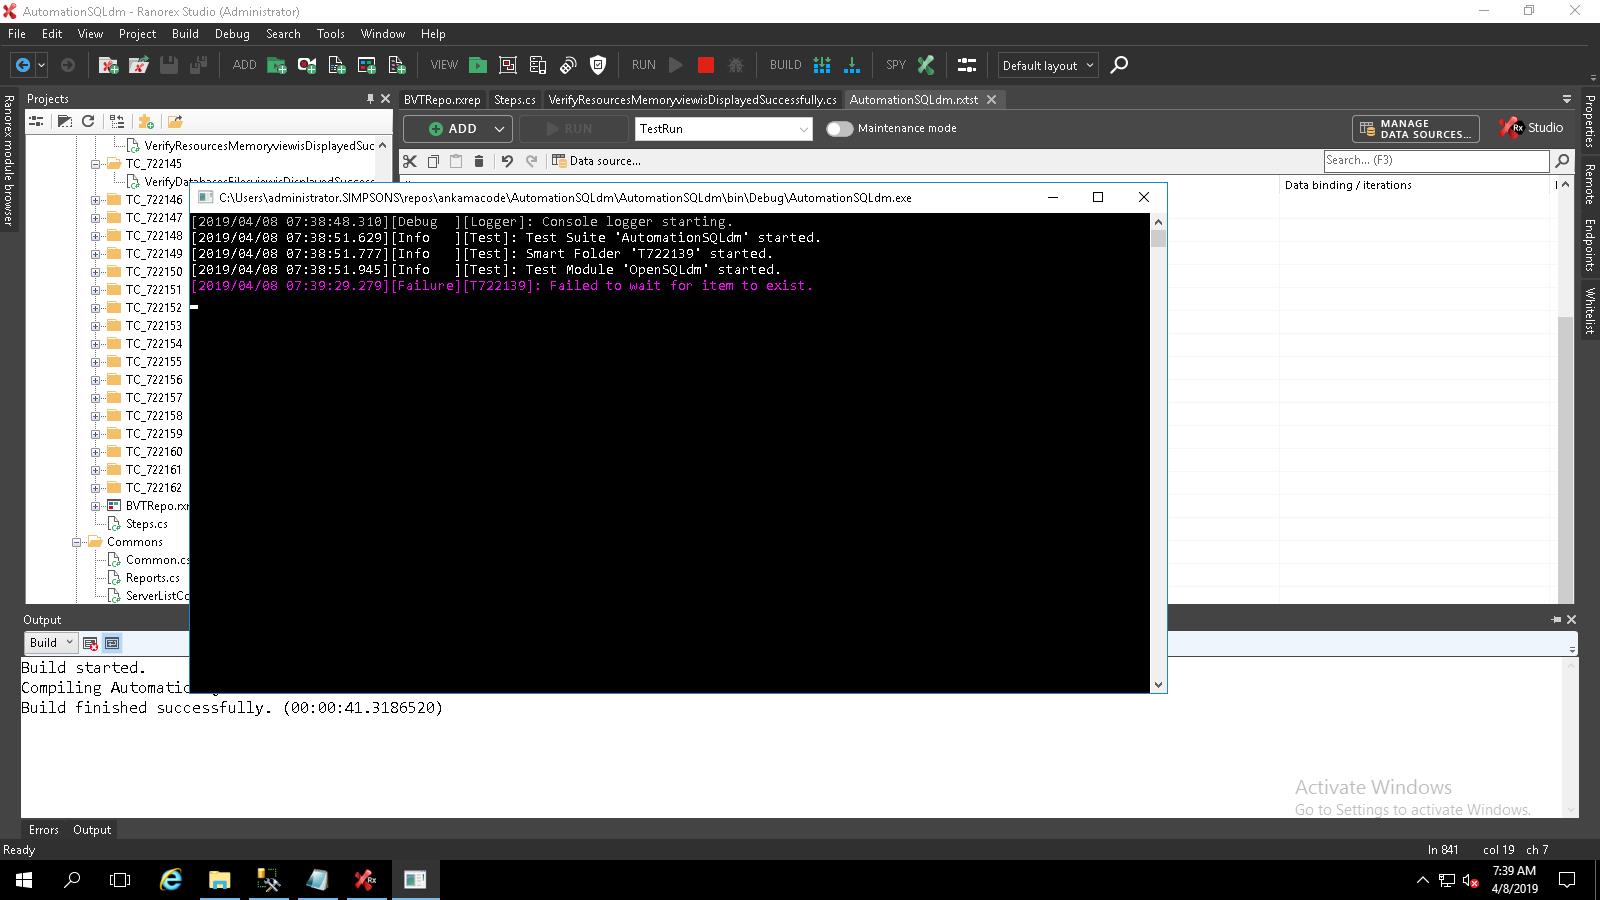 AutomationSQLdm - Ranorex Studio (Administrator)
File Edit View Project Build Debug Search Tools Window Help
ADD VIEW RUN BUILD SPY Default layout
Ranorex module browser
Projects
BVTRepo.rxrep Steps.cs VerifyResourcesMemoryviewisDisplayedSuccessfully.cs AutomationSQLdm.rxtst
ADD RUN TestRun Maintenance mode MANAGE
DATA SOURCES...
Rx Studio
Data source... Search... (F3)
Data binding / iterations
Properties
Remote Endpoints
Whitelist
VerifyResourcesMemoryviewisDisplayedSuc
TC_722145
VerifyDatabasesFilesviewisDisplayedSuccess
TC_722146
TC_722147
TC_722148
TC_722149
TC_722150
TC_722151
TC_722152
TC_722153
TC_722154
TC_722155
TC_722156
TC_722157
TC_722158
TC_722159
TC_722160
TC_722161
TC_722162
BVTRepo.rxr
Steps.cs
Commons
Common.cs
Reports.cs
ServerListCo
C:\Users\administrator.SIMPSONS\repos\ankamacode\AutomationSQLdm\AutomationSQLdm\bin\Debug\AutomationSQLdm.exe
[2019/04/08 07:38:48.310][Debug  ][Logger]: Console logger starting.
[2019/04/08 07:38:51.629][Info   ][Test]: Test Suite 'AutomationSQLdm' started.
[2019/04/08 07:38:51.777][Info   ][Test]: Smart Folder 'T722139' started.
[2019/04/08 07:38:51.945][Info   ][Test]: Test Module 'OpenSQLdm' started.
[2019/04/08 07:39:29.279][Failure][T722139]: Failed to wait for item to exist.
Output
Build
Build started.
Compiling Automatic
Build finished successfully. (00:00:41.3186520)
Activate Windows
Go to Settings to activate Windows.
Errors Output
Ready ln 841 col 19 ch 7
Rx
7:39 AM
4/8/2019